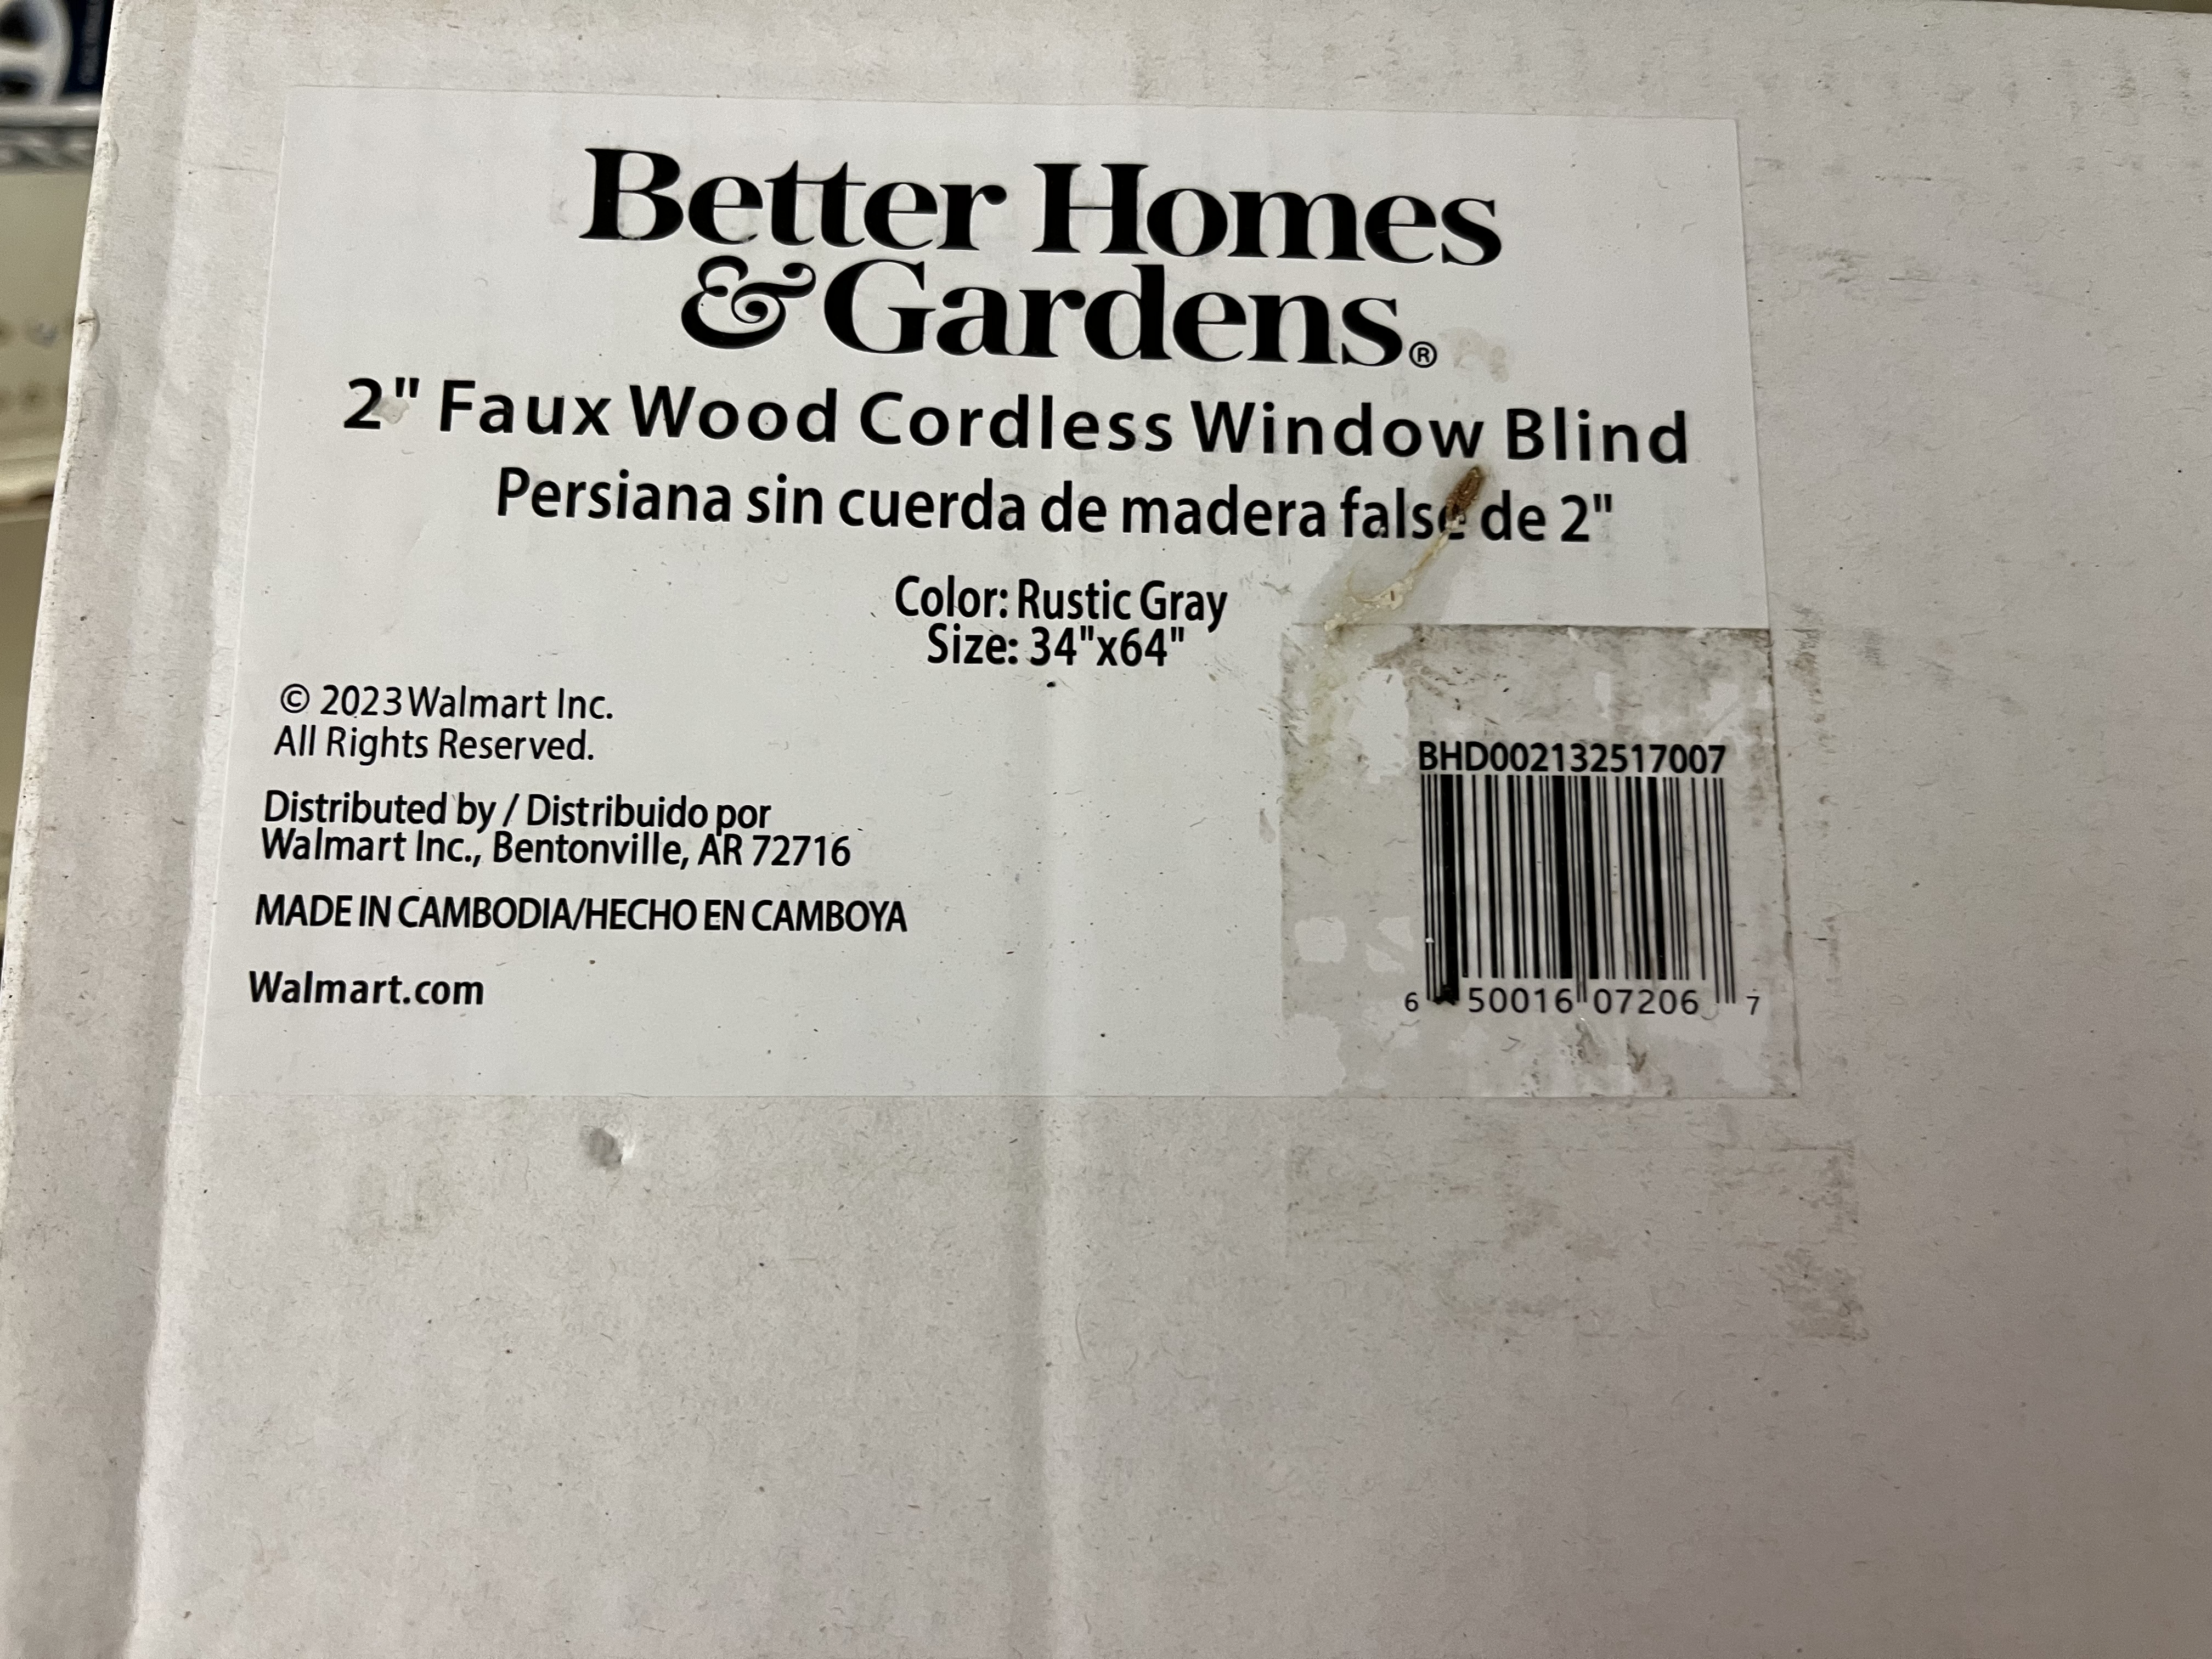 Better Homes
& Gardens®
2" Faux Wood Cordless Window Blind
Persiana sin cuerda de madera false de 2"
Color: Rustic Gray
Size: 34"x64"
© 2023 Walmart Inc.
All Rights Reserved.
Distributed by / Distribuido por
Walmart Inc., Bentonville, AR 72716
MADE IN CAMBODIA/HECHO EN CAMBOYA
Walmart.com
BHD002132517007
6 50016 07206 7